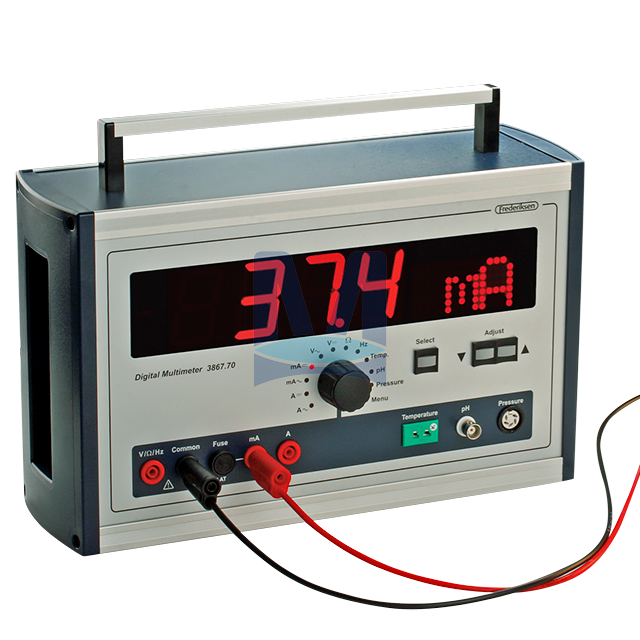 Frederiksen
37.4 mA
Digital Multimeter 3867.70
V~
V⎓
Ω
Hz
Temp.
pH
Pressure
Menu
mA⎓
mA~
A⎓
A~
Select
Adjust
▼ ▲
Temperature
pH
Pressure
V/Ω/Hz
Common
Fuse
mA
A
AT